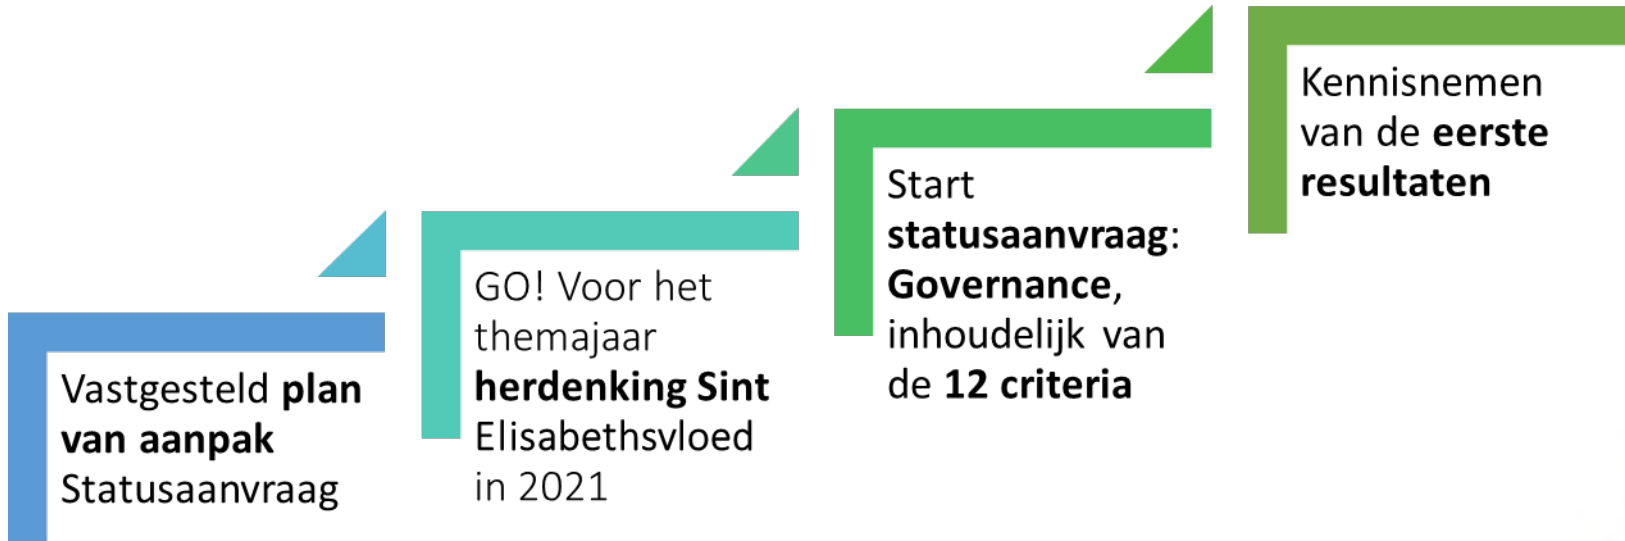 Vastgesteld plan
van aanpak
Statusaanvraag
GO! Voor het
themajaar
herdenking Sint
Elisabethsvloed
in 2021
Start
statusaanvraag:
Governance,
inhoudelijk van
de 12 criteria
Kennisnemen
van de eerste
resultaten